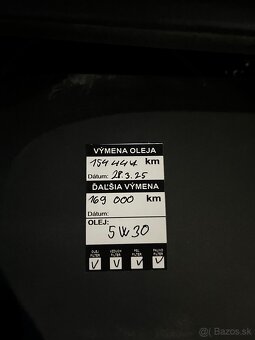 VÝMENA OLEJA
154 444 km
Dátum: 28.3.25
ĎALŠIA VÝMENA
169 000 km
Dátum:
OLEJ:
5W30
OLEJ FILTER VZDUCH FILTER PEL. FILTER PALIVO FILTER
V V V V
Bazos.sk